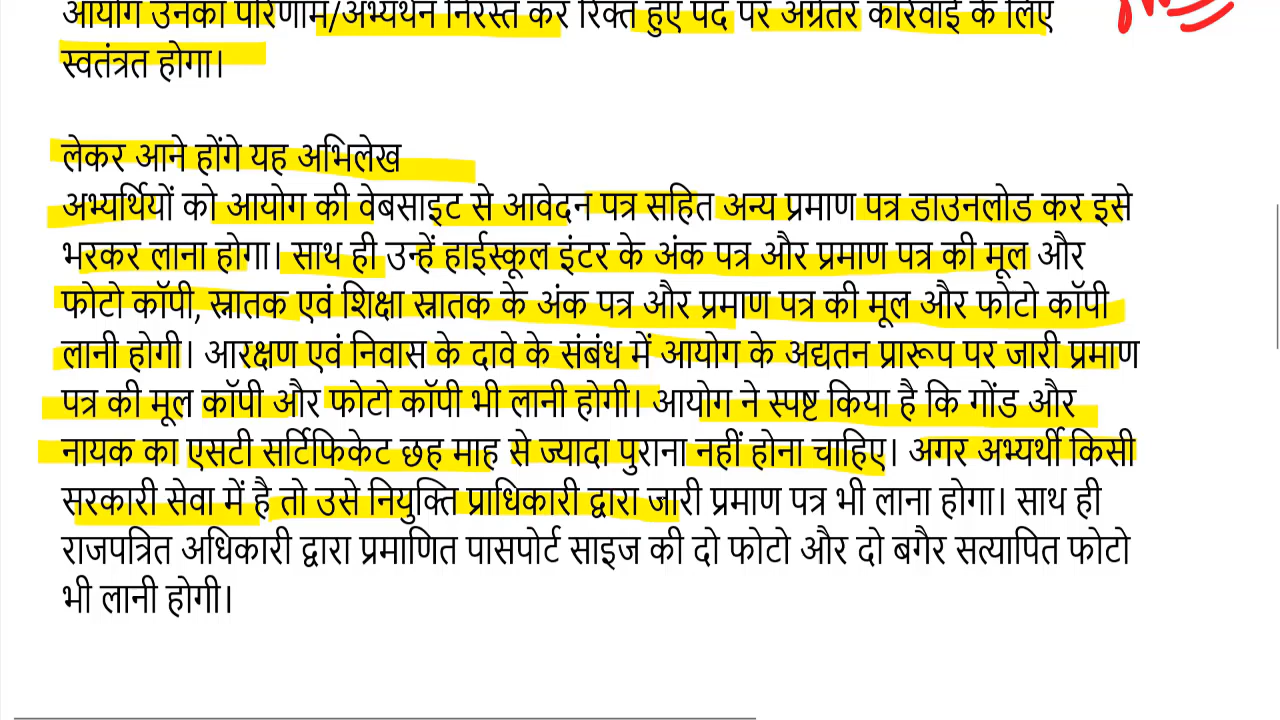 आयोग उनका परिणाम/अभ्यर्थन निरस्त कर रिक्त हुए पद पर अग्रेतर कार्रवाई के लिए
स्वतंत्रत होगा।
लेकर आने होंगे यह अभिलेख
अभ्यर्थियों को आयोग की वेबसाइट से आवेदन पत्र सहित अन्य प्रमाण पत्र डाउनलोड कर इसे
भरकर लाना होगा। साथ ही उन्हें हाईस्कूल इंटर के अंक पत्र और प्रमाण पत्र की मूल और
फोटो कॉपी, स्नातक एवं शिक्षा स्नातक के अंक पत्र और प्रमाण पत्र की मूल और फोटो कॉपी
लानी होगी। आरक्षण एवं निवास के दावे के संबंध में आयोग के अद्यतन प्रारूप पर जारी प्रमाण
पत्र की मूल कॉपी और फोटो कॉपी भी लानी होगी। आयोग ने स्पष्ट किया है कि गोंड और
नायक का एसटी सर्टिफिकेट छह माह से ज्यादा पुराना नहीं होना चाहिए। अगर अभ्यर्थी किसी
सरकारी सेवा में है तो उसे नियुक्ति प्राधिकारी द्वारा जारी प्रमाण पत्र भी लाना होगा। साथ ही
राजपत्रित अधिकारी द्वारा प्रमाणित पासपोर्ट साइज की दो फोटो और दो बगैर सत्यापित फोटो
भी लानी होगी।